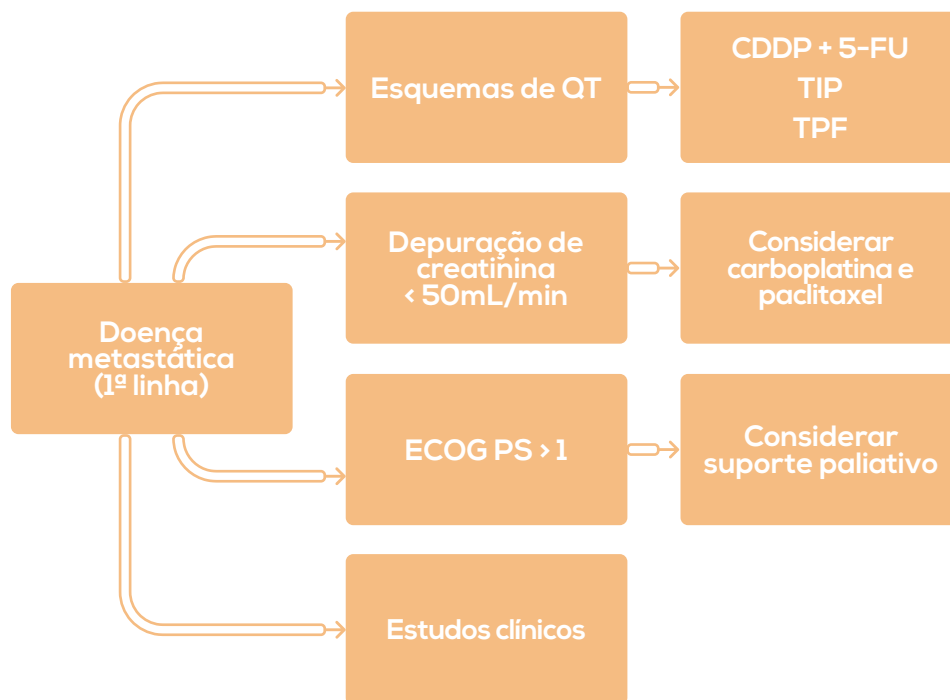 Doença
metastática
(1ª linha)
Esquemas de QT
CDDP + 5-FU
TIP
TPF
Depuração de
creatinina
< 50mL/min
Considerar
carboplatina e
paclitaxel
ECOG PS > 1
Considerar
suporte paliativo
Estudos clínicos